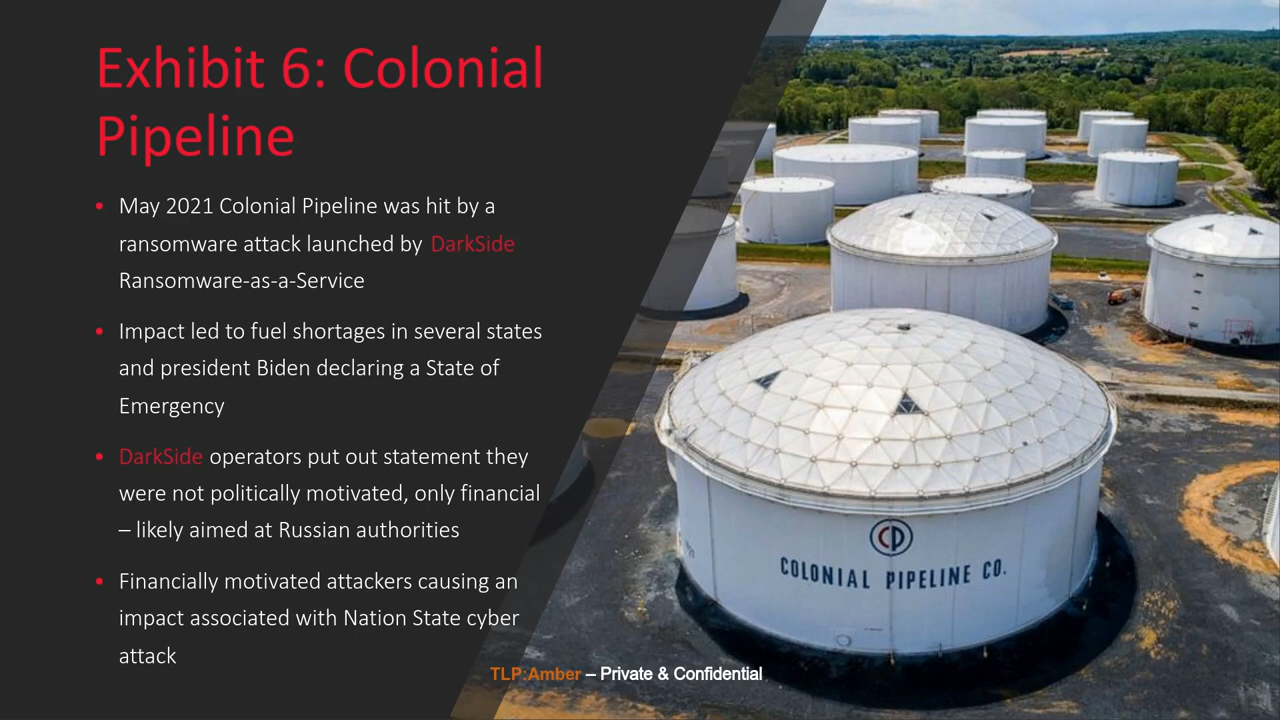 Exhibit 6: Colonial
Pipeline
• May 2021 Colonial Pipeline was hit by a
ransomware attack launched by DarkSide
Ransomware-as-a-Service
• Impact led to fuel shortages in several states
and president Biden declaring a State of
Emergency
• DarkSide operators put out statement they
were not politically motivated, only financial
– likely aimed at Russian authorities
• Financially motivated attackers causing an
impact associated with Nation State cyber
attack
CP
COLONIAL PIPELINE CO.
TLP:Amber – Private & Confidential